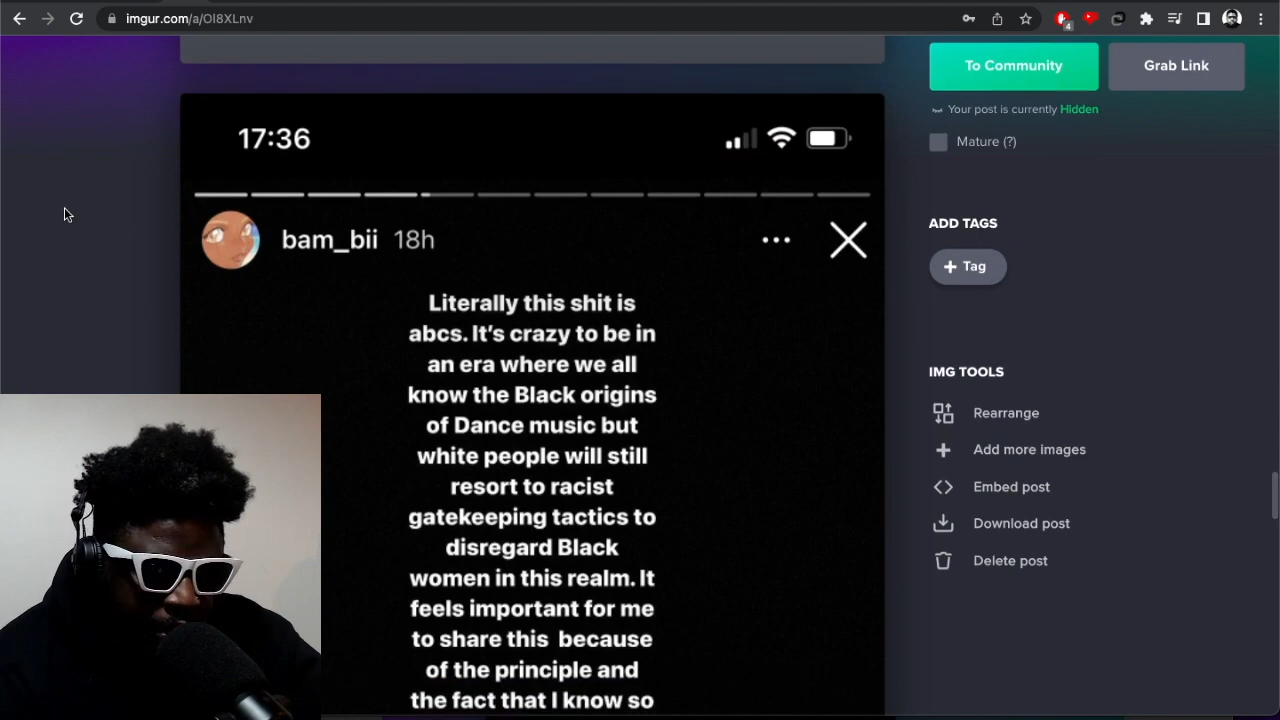 imgur.com/a/OI8XLnv
4
To Community
Grab Link
Your post is currently Hidden
Mature (?)
17:36
bam_bii 18h
ADD TAGS
+ Tag
Literally this shit is
abcs. It's crazy to be in
an era where we all
know the Black origins
of Dance music but
white people will still
resort to racist
gatekeeping tactics to
disregard Black
women in this realm. It
feels important for me
to share this because
of the principle and
the fact that I know so
IMG TOOLS
Rearrange
Add more images
Embed post
Download post
Delete post